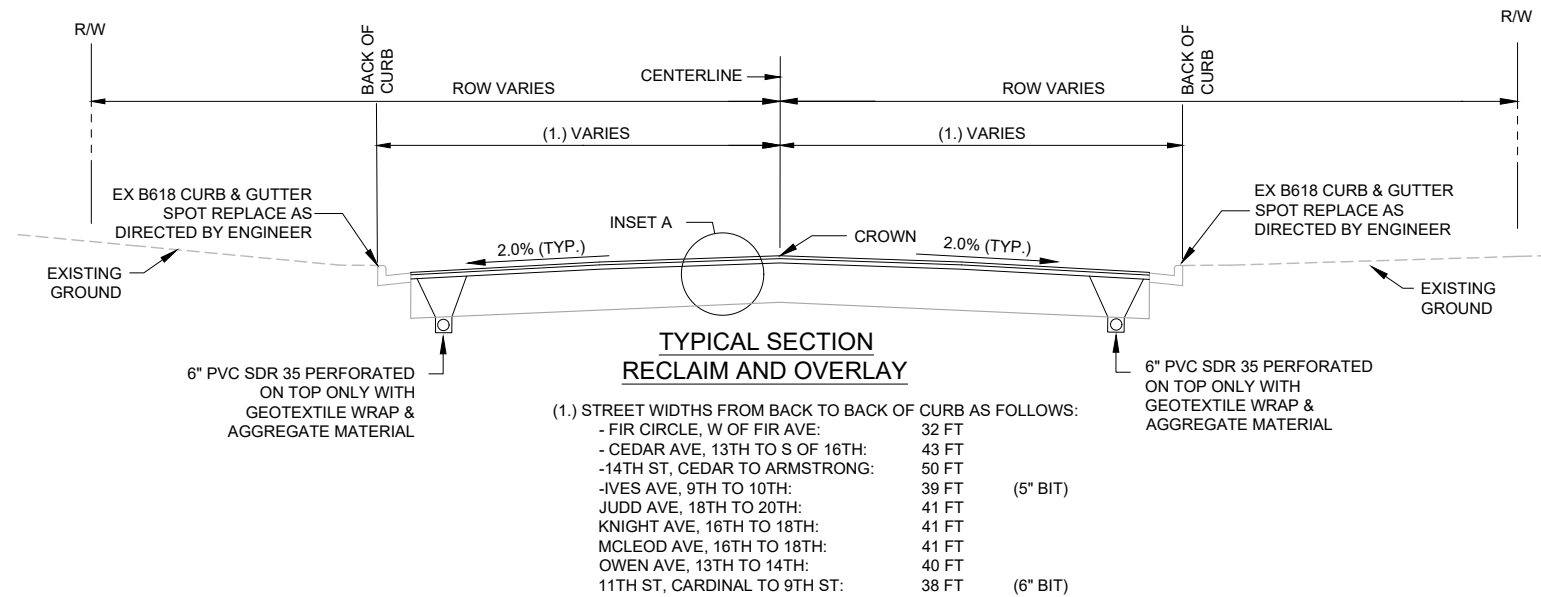 R/W
BACK OF
CURB
ROW VARIES
CENTERLINE
ROW VARIES
BACK OF
CURB
R/W
(1.) VARIES
(1.) VARIES
EX B618 CURB & GUTTER
SPOT REPLACE AS
DIRECTED BY ENGINEER
INSET A
CROWN
EX B618 CURB & GUTTER
SPOT REPLACE AS
DIRECTED BY ENGINEER
2.0% (TYP.)
2.0% (TYP.)
EXISTING
GROUND
EXISTING
GROUND
TYPICAL SECTION
RECLAIM AND OVERLAY
6" PVC SDR 35 PERFORATED
ON TOP ONLY WITH
GEOTEXTILE WRAP &
AGGREGATE MATERIAL
6" PVC SDR 35 PERFORATED
ON TOP ONLY WITH
GEOTEXTILE WRAP &
AGGREGATE MATERIAL
(1.) STREET WIDTHS FROM BACK TO BACK OF CURB AS FOLLOWS:
- FIR CIRCLE, W OF FIR AVE: 32 FT
- CEDAR AVE, 13TH TO S OF 16TH: 43 FT
-14TH ST, CEDAR TO ARMSTRONG: 50 FT
-IVES AVE, 9TH TO 10TH: 39 FT (5" BIT)
JUDD AVE, 18TH TO 20TH: 41 FT
KNIGHT AVE, 16TH TO 18TH: 41 FT
MCLEOD AVE, 16TH TO 18TH: 41 FT
OWEN AVE, 13TH TO 14TH: 40 FT
11TH ST, CARDINAL TO 9TH ST: 38 FT (6" BIT)